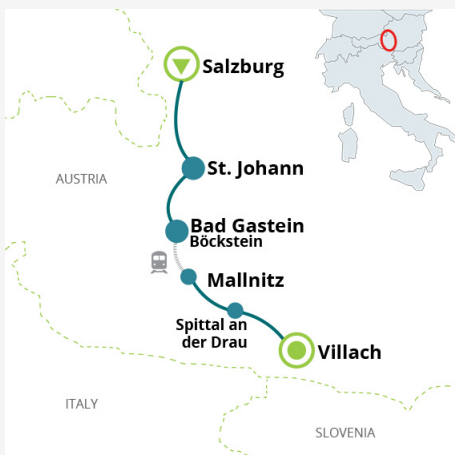 Salzburg
St. Johann
AUSTRIA
Bad Gastein
Böckstein
Mallnitz
Spittal an
der Drau
Villach
ITALY
SLOVENIA